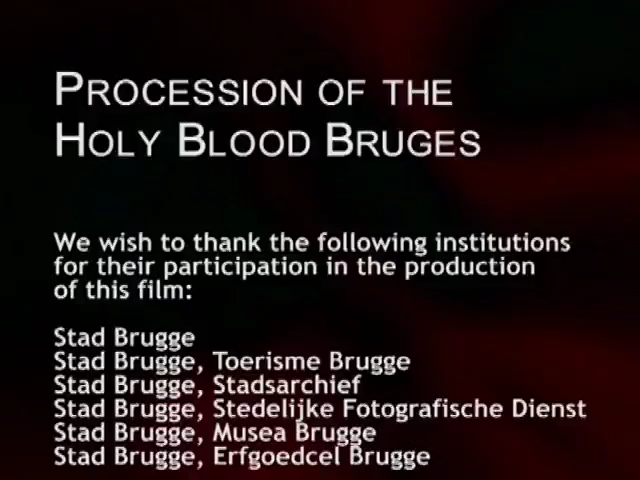 PROCESSION OF THE
HOLY BLOOD BRUGES
We wish to thank the following institutions
for their participation in the production
of this film:
Stad Brugge
Stad Brugge, Toerisme Brugge
Stad Brugge, Stadsarchief
Stad Brugge, Stedelijke Fotografische Dienst
Stad Brugge, Musea Brugge
Stad Brugge, Erfgoedcel Brugge